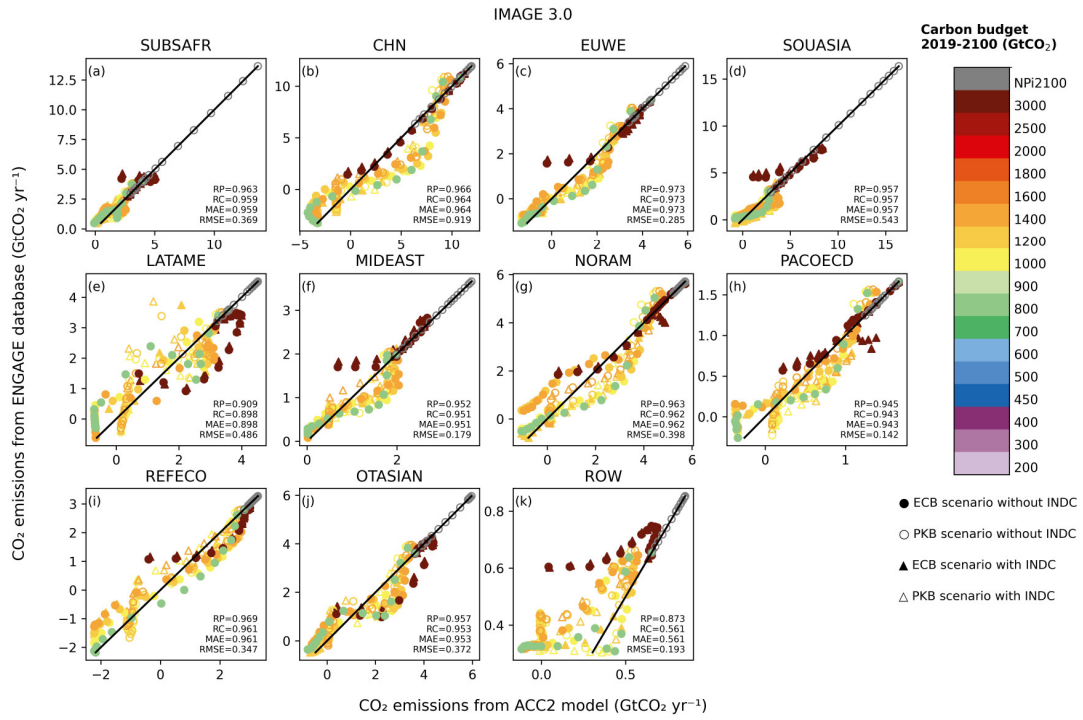 IMAGE 3.0
SUBSAFR
CHN
EUWE
SOUASIA
Carbon budget
2019-2100 (GtCO₂)
(a)
12.5
10.0
7.5
5.0
2.5
0.0
0
5
10
RP=0.963
RC=0.959
MAE=0.959
RMSE=0.369
(b)
10
5
0
−5
0
5
10
RP=0.966
RC=0.964
MAE=0.964
RMSE=0.919
(c)
6
4
2
0
0
2
4
6
RP=0.973
RC=0.973
MAE=0.973
RMSE=0.285
(d)
15
10
5
0
0
5
10
15
RP=0.957
RC=0.957
MAE=0.957
RMSE=0.543
LATAME
MIDEAST
NORAM
PACOECD
(e)
4
3
2
1
0
0
2
4
RP=0.909
RC=0.898
MAE=0.898
RMSE=0.486
(f)
3
2
1
0
0
2
RP=0.952
RC=0.951
MAE=0.951
RMSE=0.179
(g)
6
4
2
0
0
2
4
RP=0.963
RC=0.962
MAE=0.962
RMSE=0.398
(h)
1.5
1.0
0.5
0.0
0
1
RP=0.945
RC=0.943
MAE=0.943
RMSE=0.142
REFECO
OTASIAN
ROW
(i)
3
2
1
0
−1
−2
−2
0
2
RP=0.969
RC=0.961
MAE=0.961
RMSE=0.347
(j)
6
4
2
0
0
2
4
6
RP=0.957
RC=0.953
MAE=0.953
RMSE=0.372
(k)
0.8
0.6
0.4
0.0
0.5
RP=0.873
RC=0.561
MAE=0.561
RMSE=0.193
CO₂ emissions from ENGAGE database (GtCO₂ yr⁻¹)
CO₂ emissions from ACC2 model (GtCO₂ yr⁻¹)
NPi2100
3000
2500
2000
1800
1600
1400
1200
1000
900
800
700
600
500
450
400
300
200
ECB scenario without INDC
PKB scenario without INDC
ECB scenario with INDC
PKB scenario with INDC